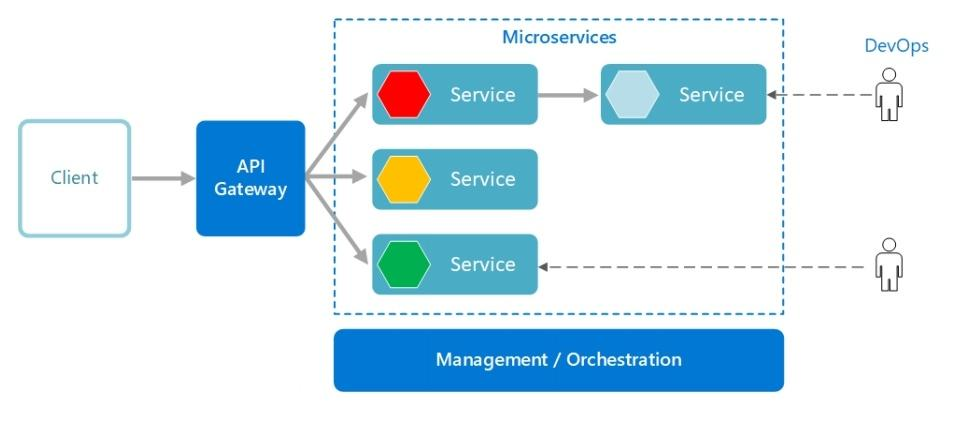 Microservices
DevOps
Service
Service
Client
API
Gateway
Service
Service
Management / Orchestration